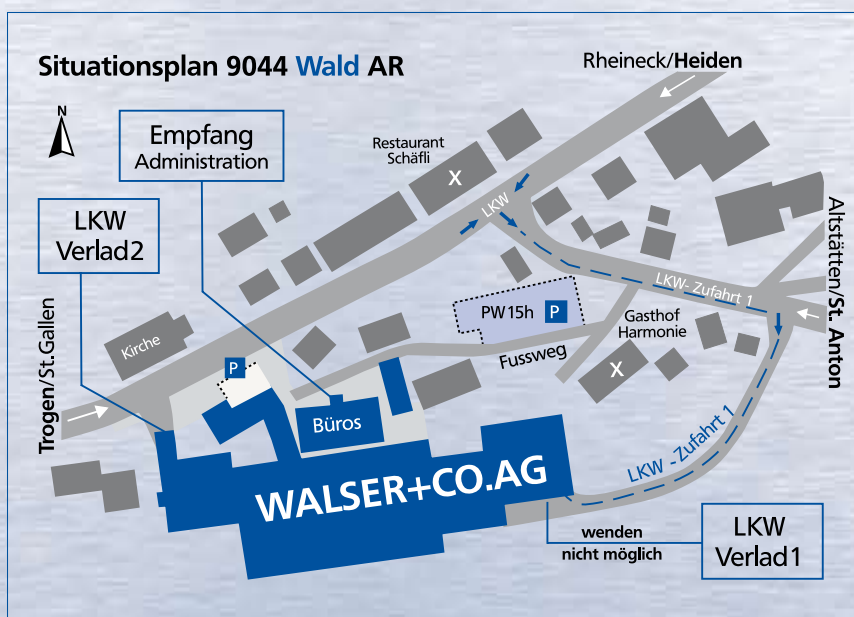 Situationsplan 9044 Wald AR
Rheineck/Heiden
N
Empfang
Administration
Restaurant
Schäfli
X
LKW
Verlad2
LKW
Altstätten/St. Anton
LKW- Zufahrt 1
PW15h
P
Gasthof
Harmonie
X
Kirche
P
Fussweg
Trogen/St.Gallen
Büros
WALSER+CO.AG
LKW -Zufahrt 1
wenden
nicht möglich
LKW
Verlad1